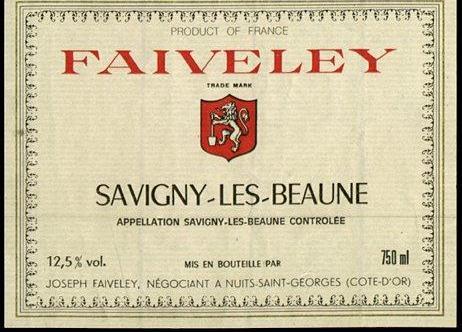 PRODUCT OF FRANCE
FAIVELEY
TRADE MARK
SAVIGNY-LES-BEAUNE
APPELLATION SAVIGNY-LES-BEAUNE CONTROLÉE
12,5% vol. MIS EN BOUTEILLE PAR 750 ml
JOSEPH FAIVELEY, NÉGOCIANT A NUITS-SAINT-GEORGES (COTE-D'OR)